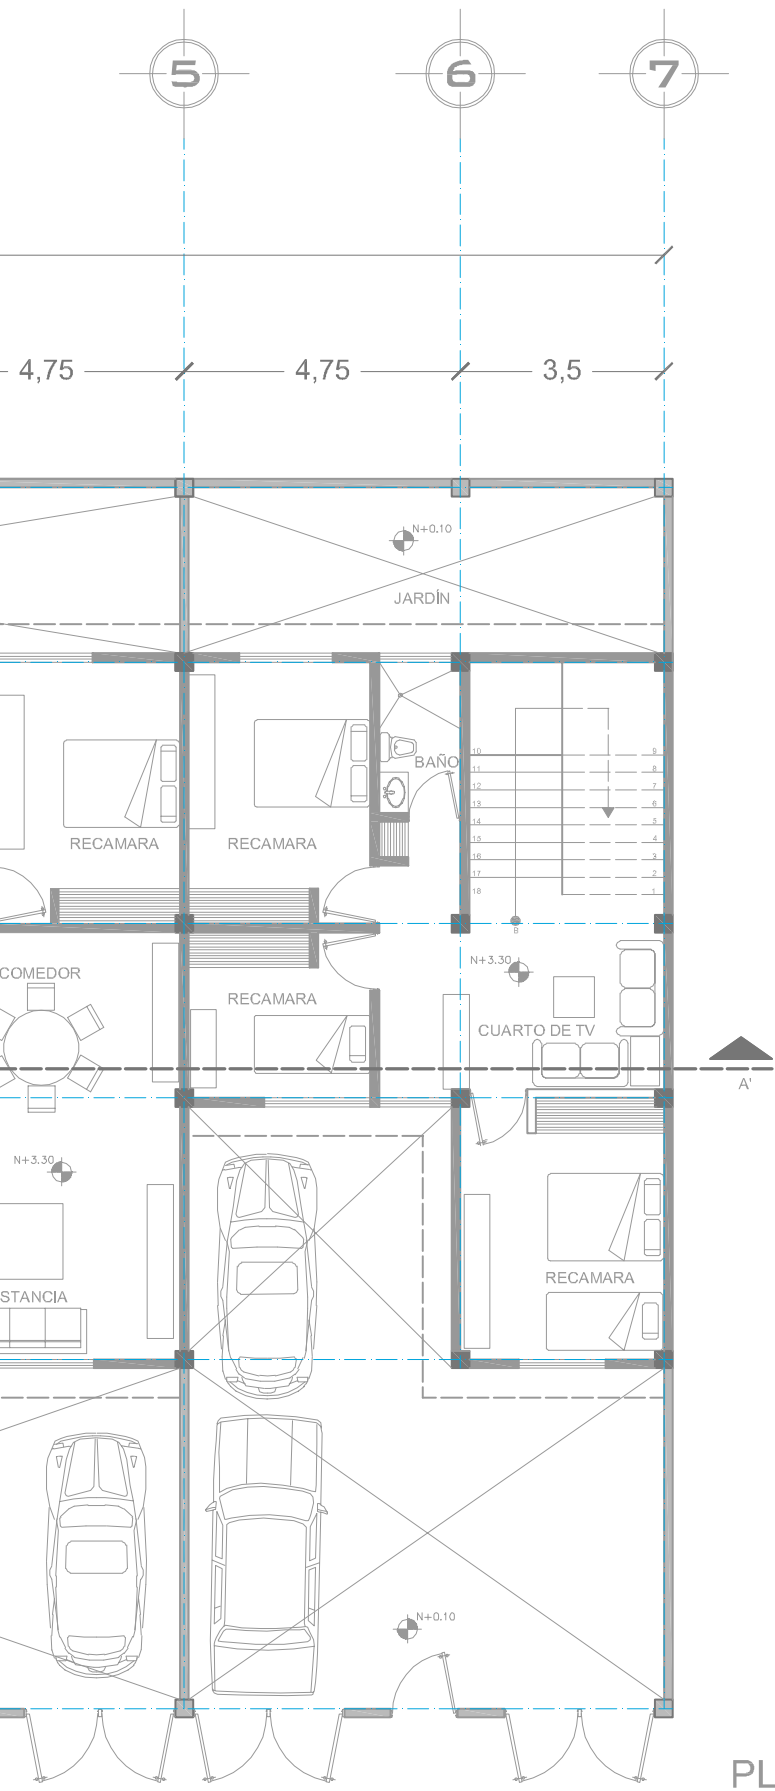 5 6 7
4,75 4,75 3,5
N+0.10
JARDÍN
BAÑO
10 9
11 8
12 7
13 6
14 5
15 4
16 3
17 2
18 1
RECAMARA RECAMARA
B
COMEDOR
N+3.30
RECAMARA
CUARTO DE TV
A'
N+3.30
RECAMARA
STANCIA
N+0.10
PL